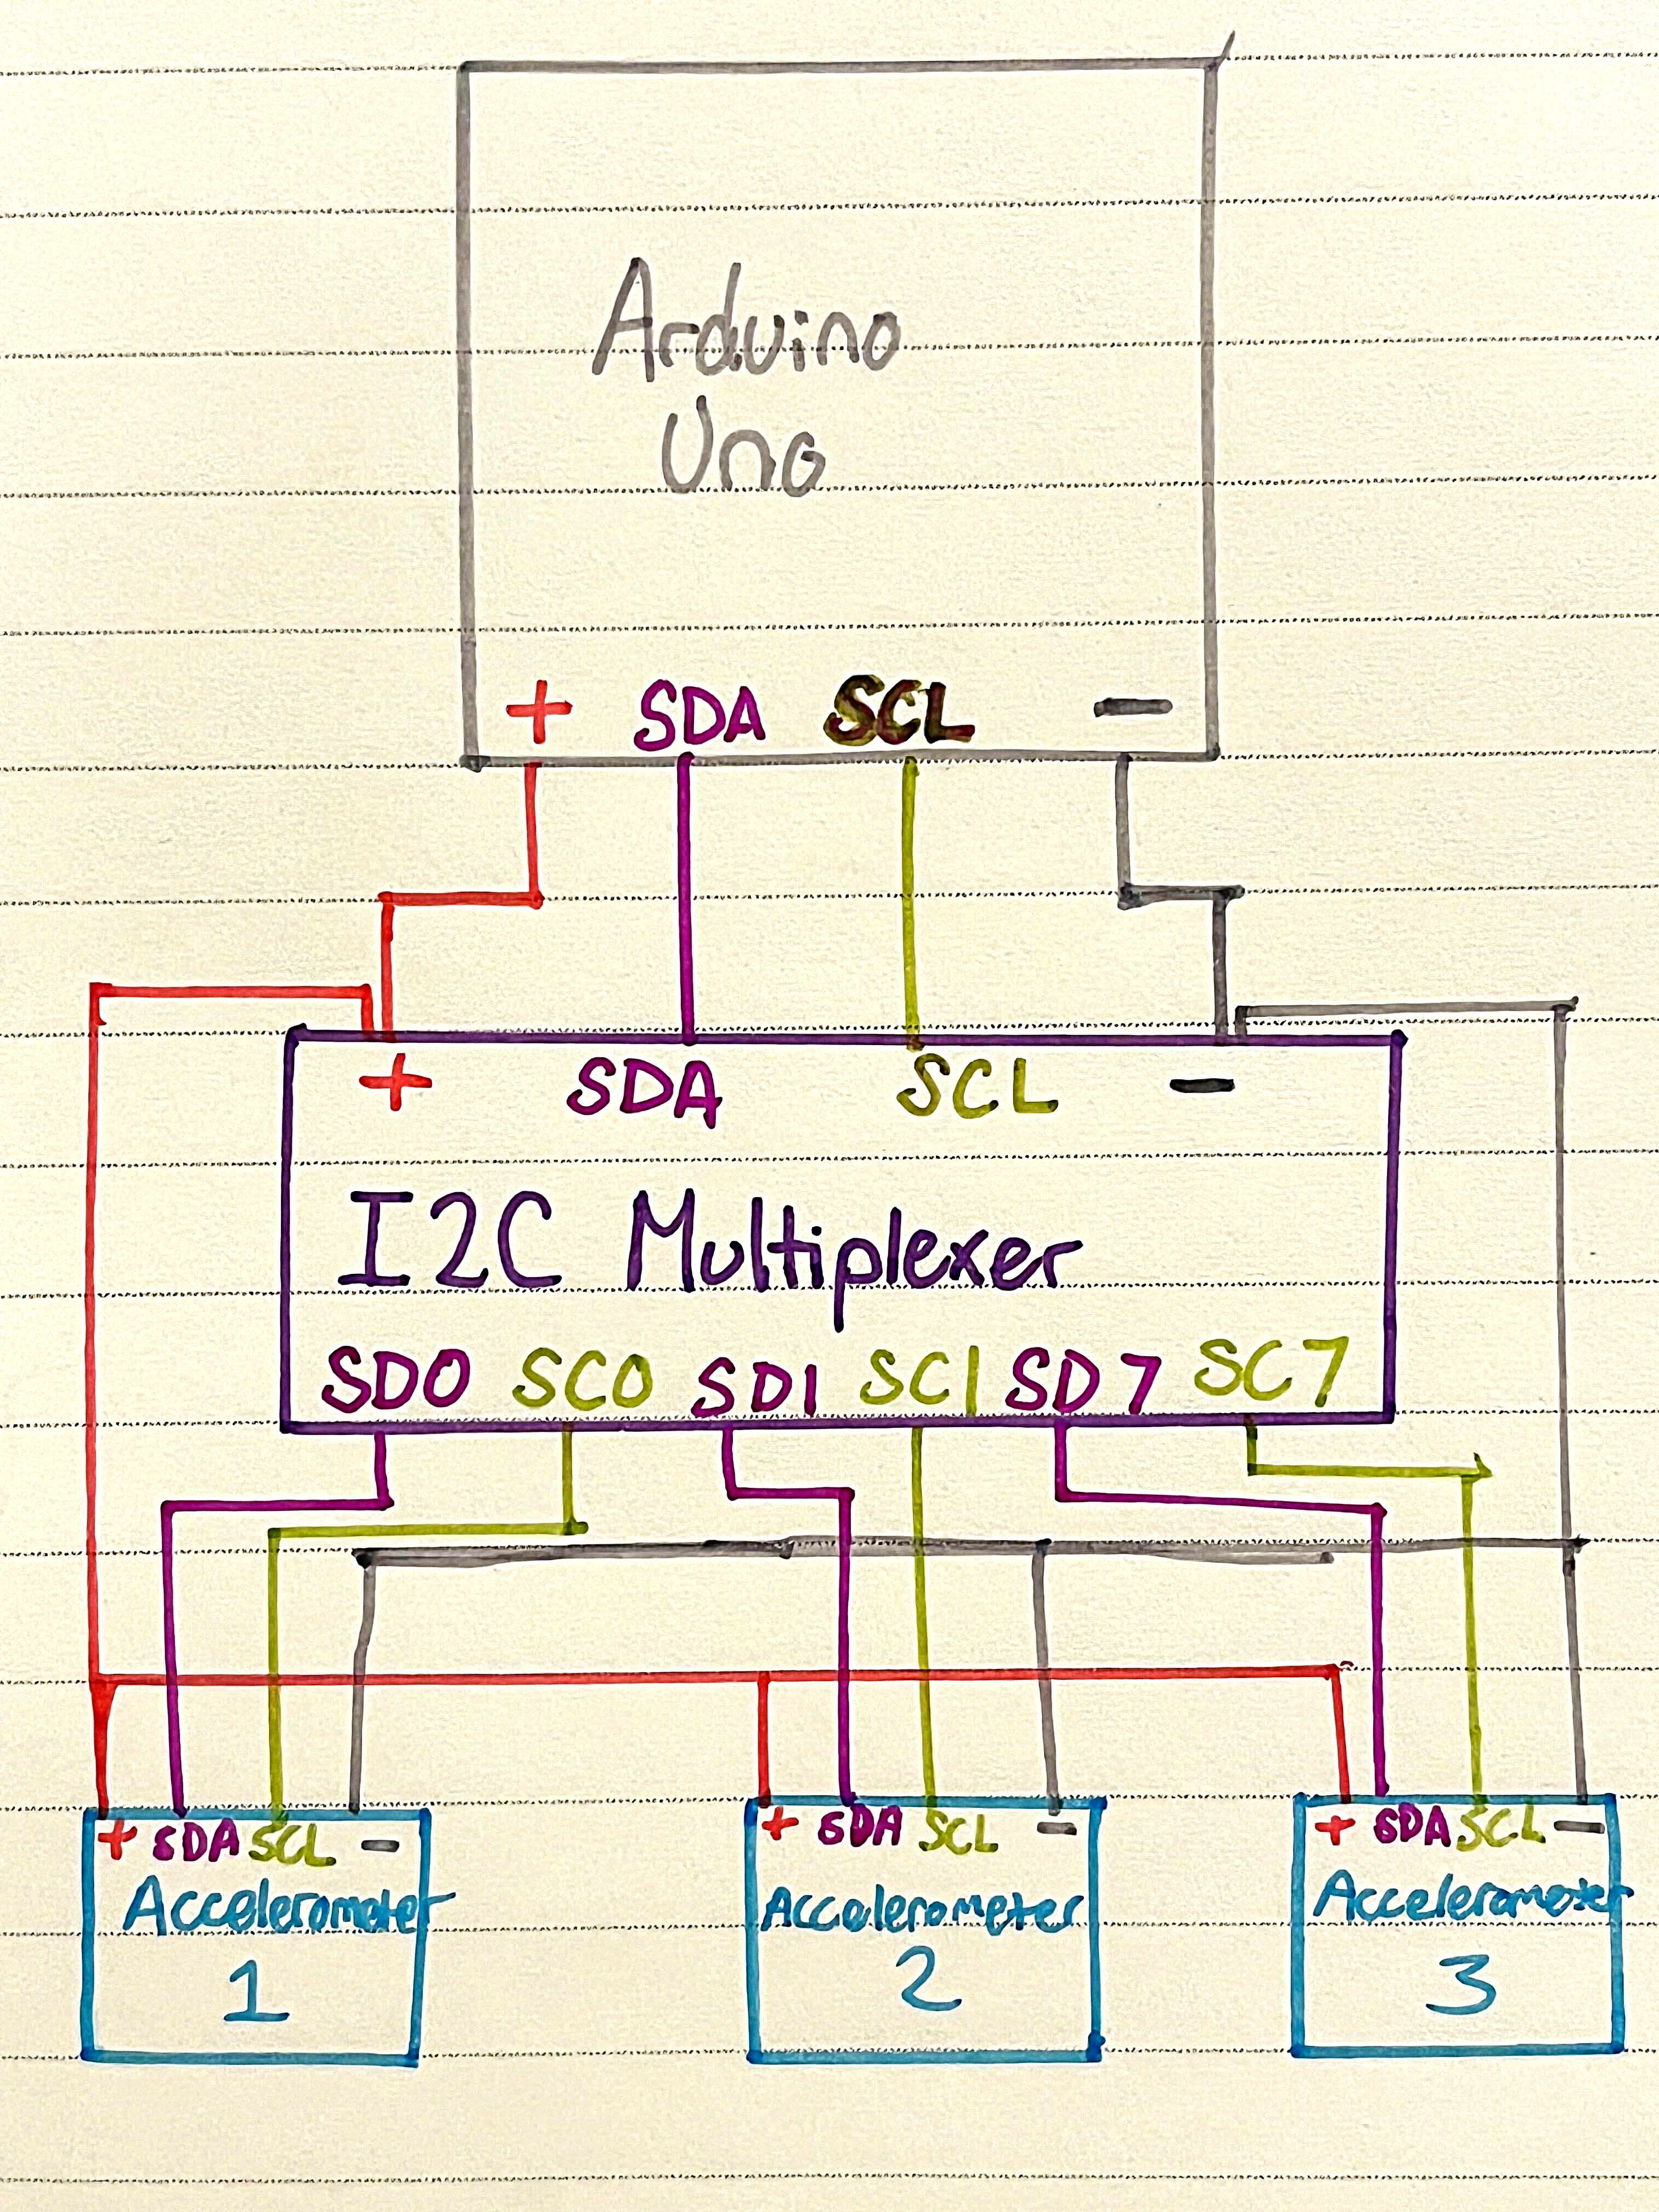 Arduino
Uno
+ SDA SCL −
+ SDA SCL −
I2C Multiplexer
SD0 SC0 SD1 SC1 SD7 SC7
+ SDA SCL −
Accelerometer
1
+ SDA SCL −
Accelerometer
2
+ SDA SCL −
Accelerometer
3